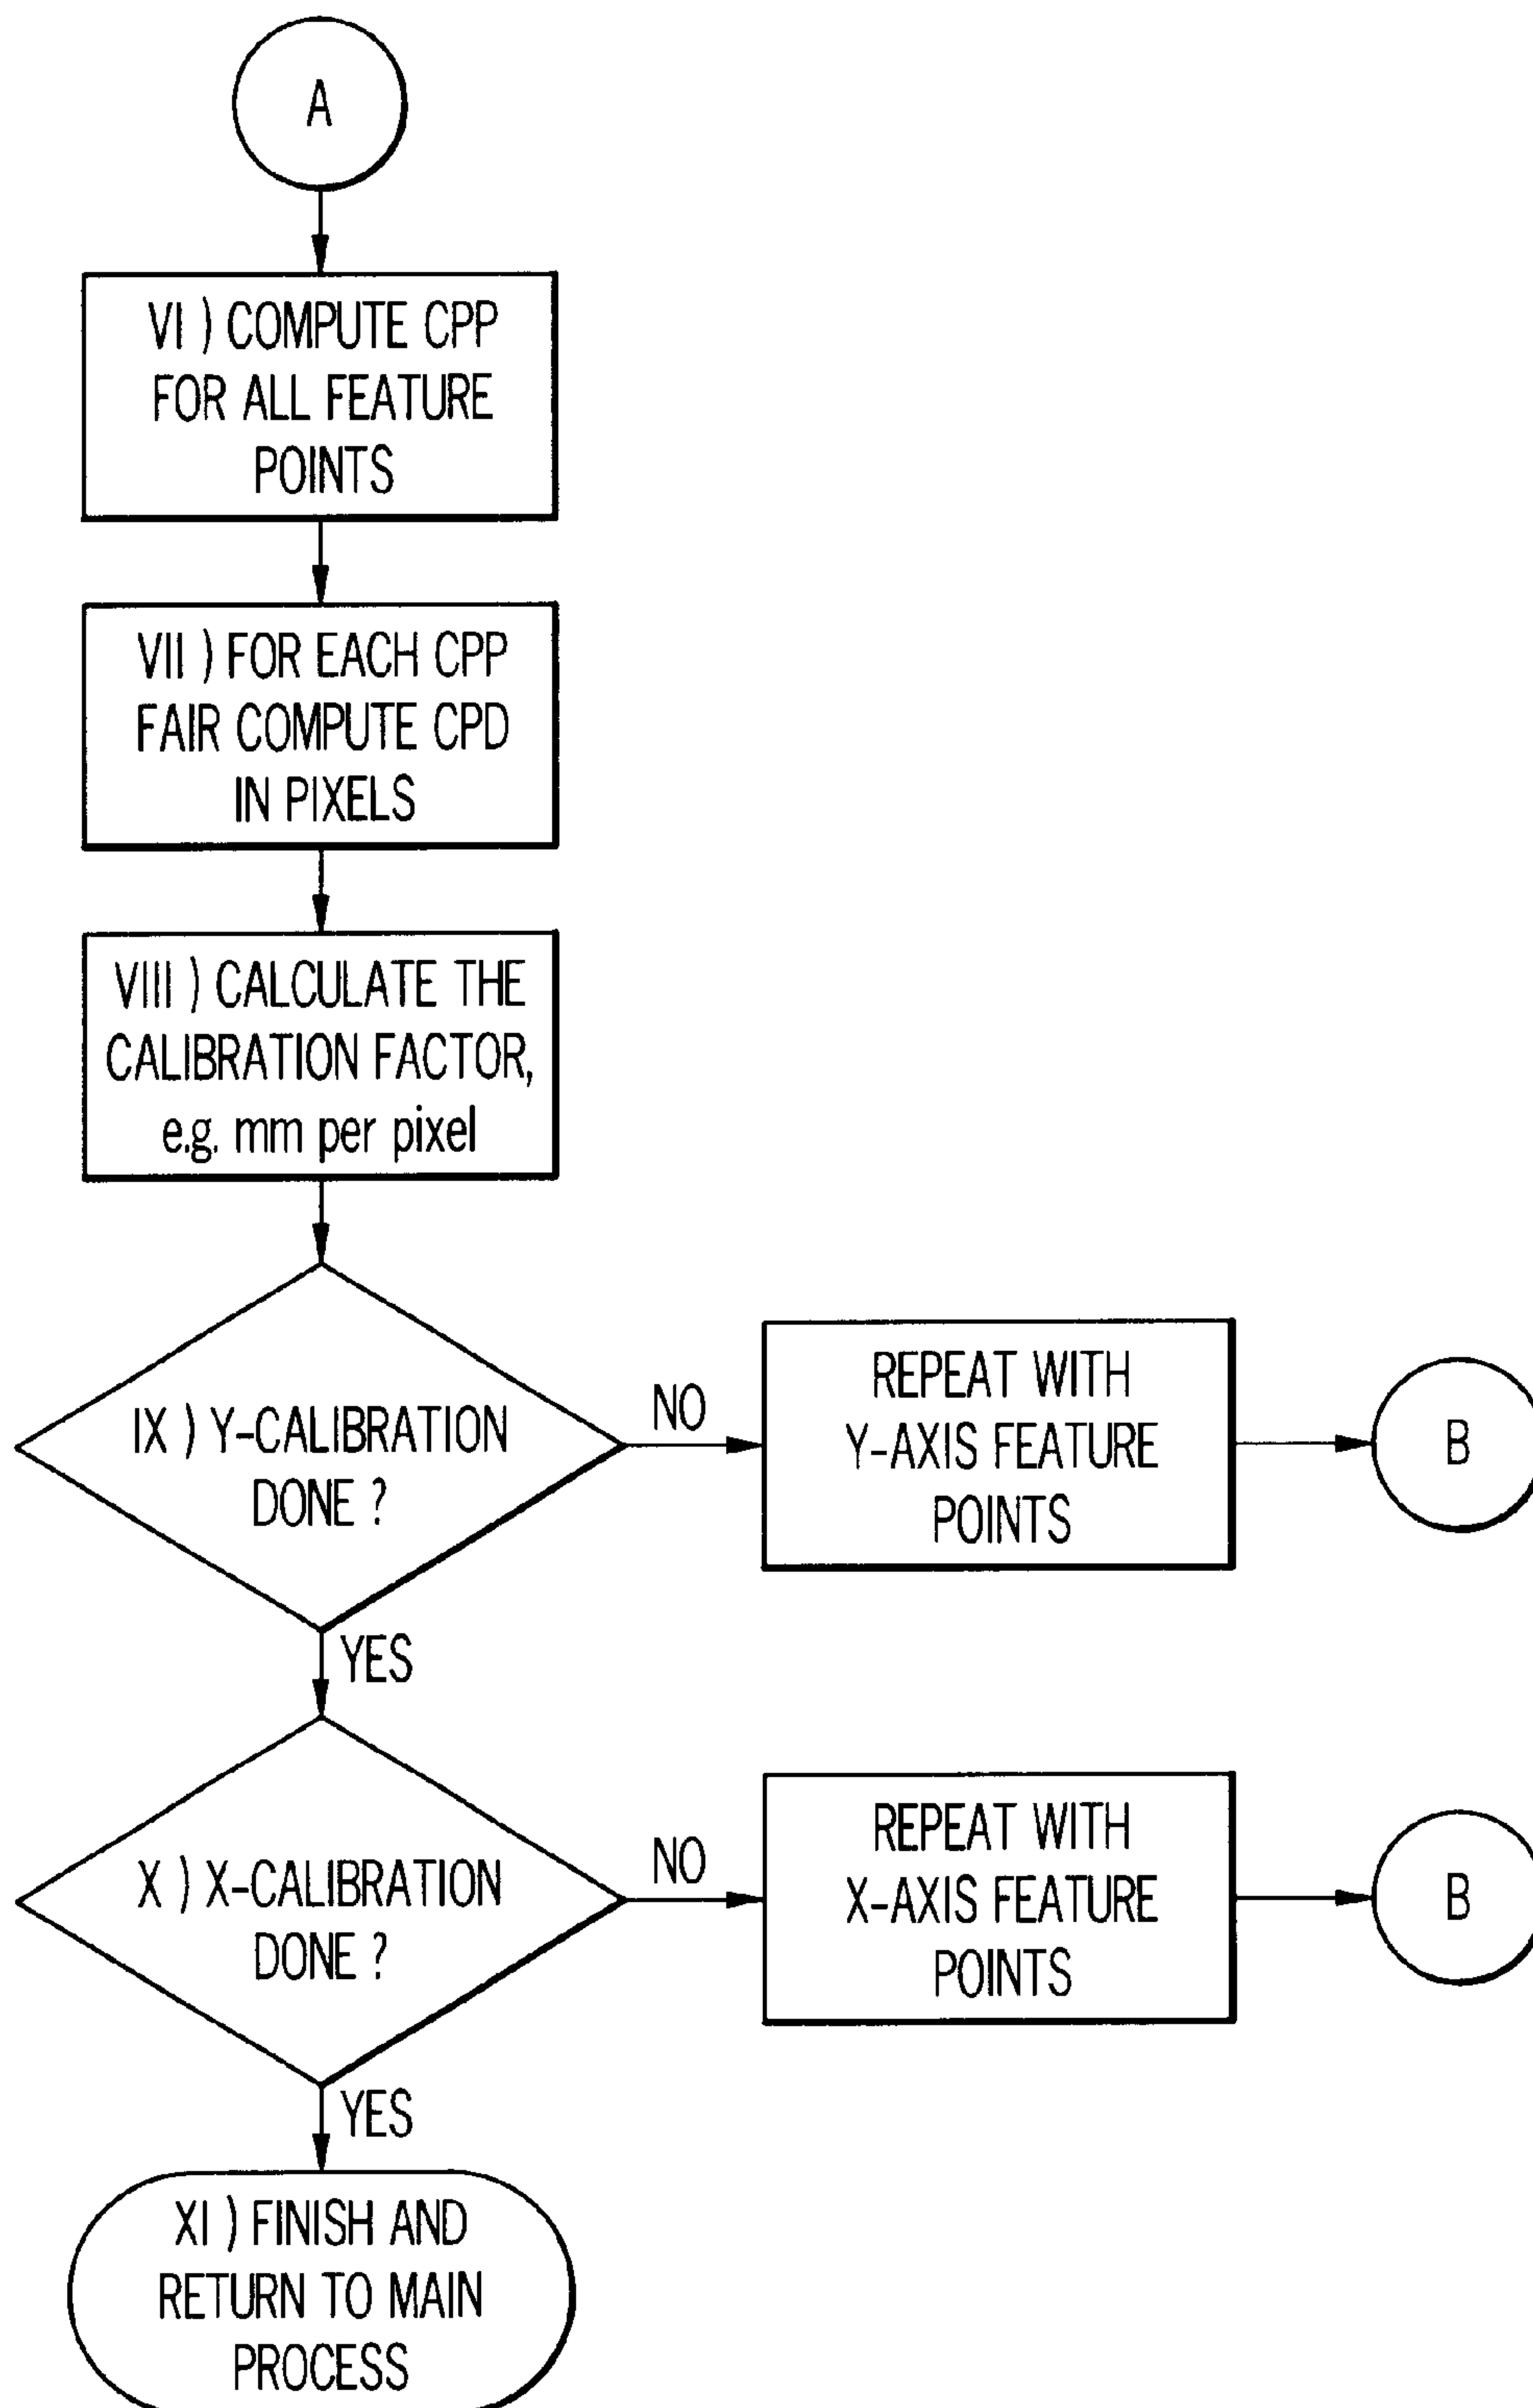 A
VI ) COMPUTE CPP
FOR ALL FEATURE
POINTS
VII ) FOR EACH CPP
FAIR COMPUTE CPD
IN PIXELS
VIII ) CALCULATE THE
CALIBRATION FACTOR,
e.g. mm per pixel
IX ) Y-CALIBRATION
DONE ?
NO
REPEAT WITH
Y-AXIS FEATURE
POINTS
B
YES
X ) X-CALIBRATION
DONE ?
NO
REPEAT WITH
X-AXIS FEATURE
POINTS
B
YES
XI ) FINISH AND
RETURN TO MAIN
PROCESS